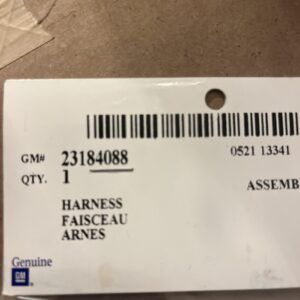 GM# 23184088 0521 13341
QTY. 1
ASSEMB
HARNESS
FAISCEAU
ARNES
Genuine
GM